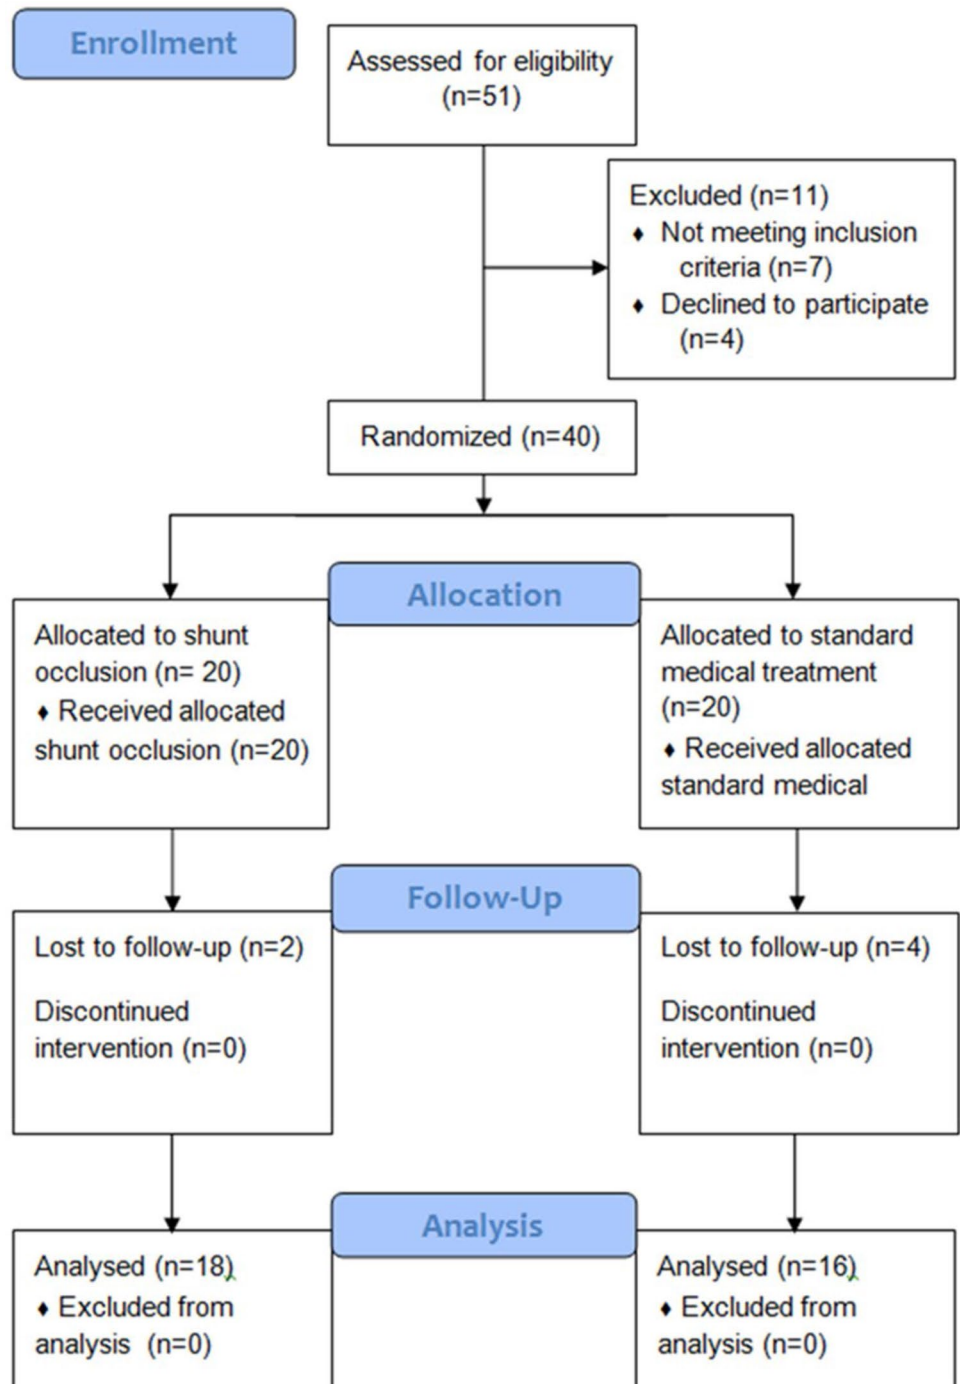 Enrollment
Assessed for eligibility
(n=51)
Excluded (n=11)
♦ Not meeting inclusion
criteria (n=7)
♦ Declined to participate
(n=4)
Randomized (n=40)
Allocation
Allocated to shunt
occlusion (n= 20)
♦ Received allocated
shunt occlusion (n=20)
Allocated to standard
medical treatment
(n=20)
♦ Received allocated
standard medical
Follow-Up
Lost to follow-up (n=2)
Discontinued
intervention (n=0)
Lost to follow-up (n=4)
Discontinued
intervention (n=0)
Analysis
Analysed (n=18)
♦ Excluded from
analysis (n=0)
Analysed (n=16)
♦ Excluded from
analysis (n=0)